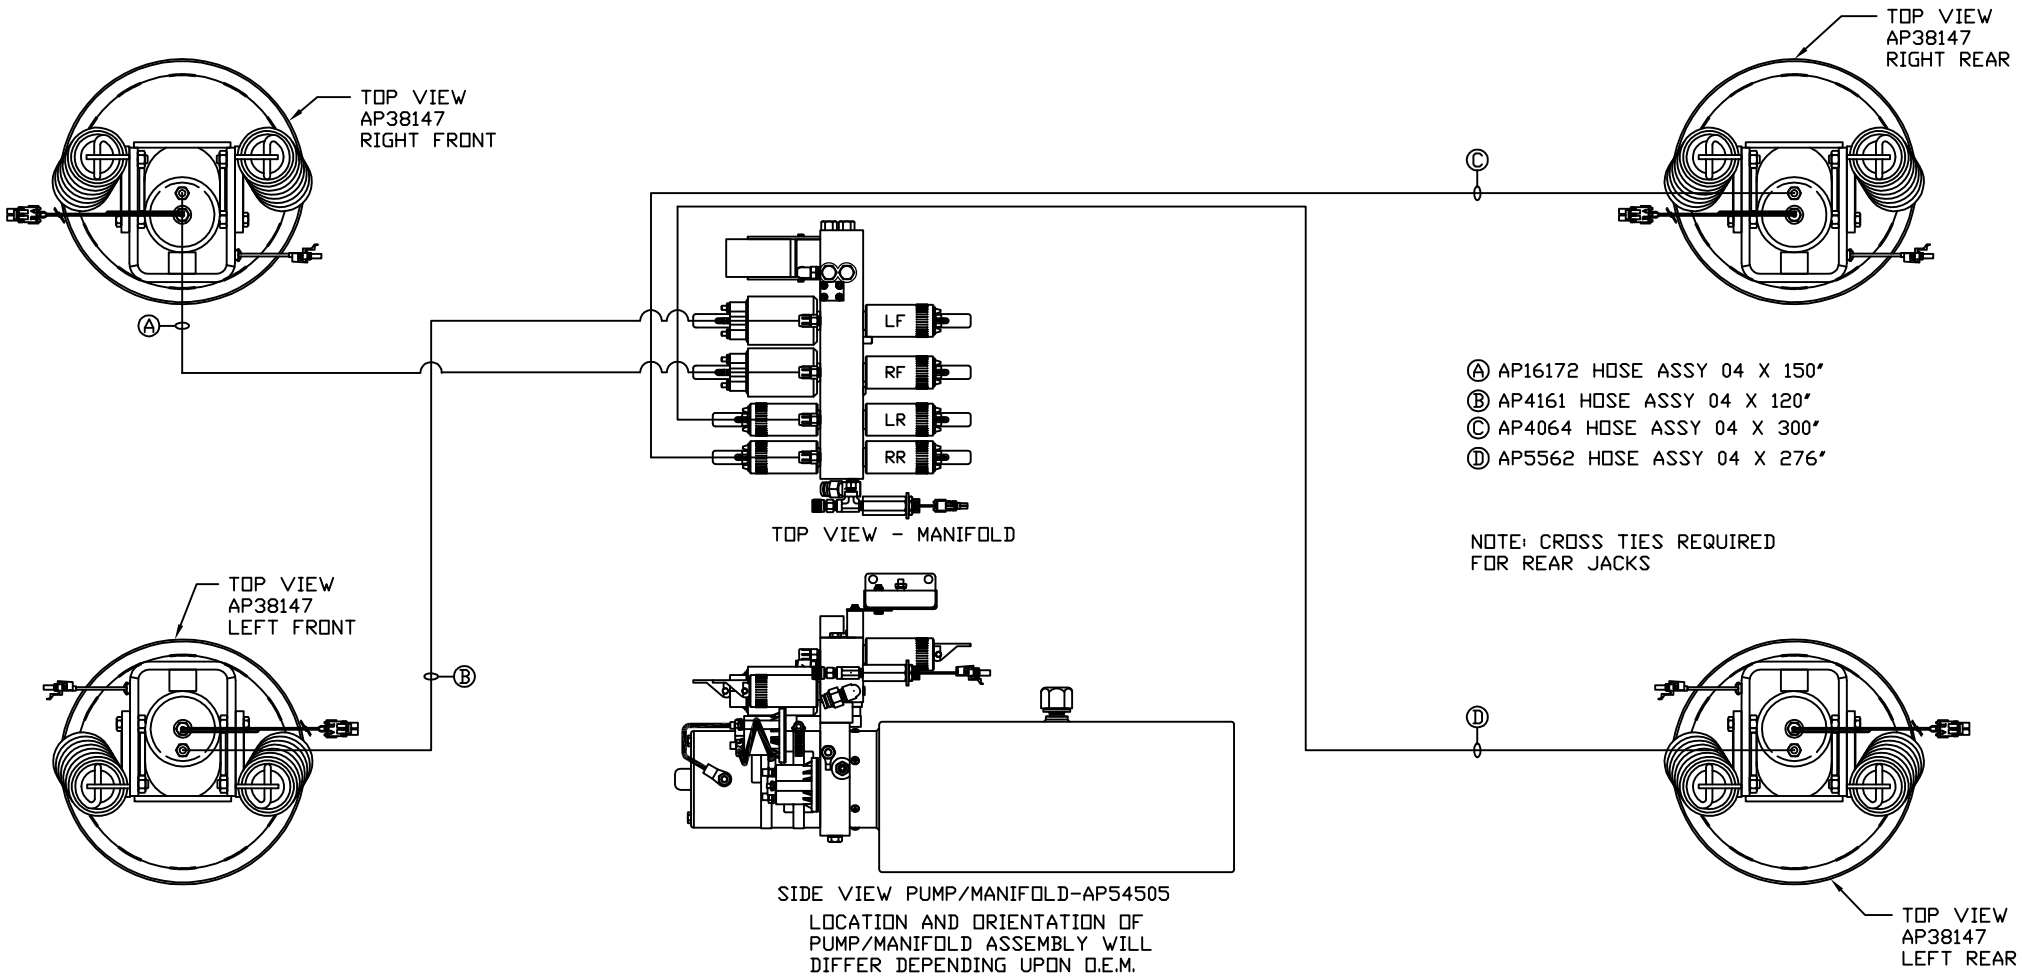 TOP VIEW
AP38147
RIGHT FRONT
TOP VIEW
AP38147
RIGHT REAR
A
C
LF
RF
LR
RR
TOP VIEW - MANIFOLD
A AP16172 HOSE ASSY 04 X 150"
B AP4161 HOSE ASSY 04 X 120"
C AP4064 HOSE ASSY 04 X 300"
D AP5562 HOSE ASSY 04 X 276"
NOTE: CROSS TIES REQUIRED
FOR REAR JACKS
TOP VIEW
AP38147
LEFT FRONT
B
D
SIDE VIEW PUMP/MANIFOLD-AP54505
LOCATION AND ORIENTATION OF
PUMP/MANIFOLD ASSEMBLY WILL
DIFFER DEPENDING UPON O.E.M.
TOP VIEW
AP38147
LEFT REAR